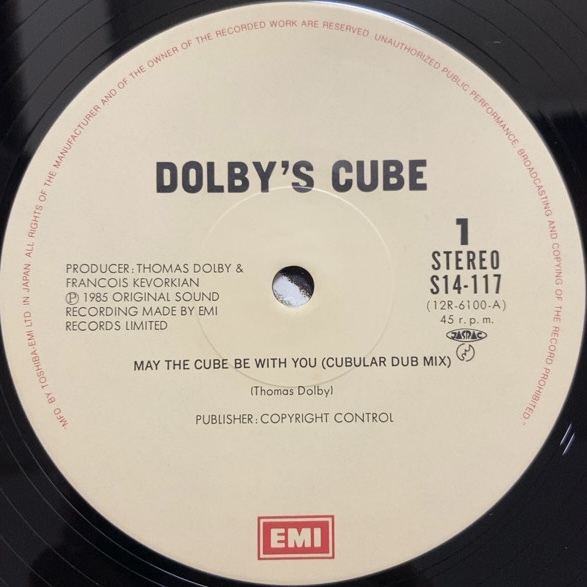 MFD. BY TOSHIBA-EMI LTD. IN JAPAN. ALL RIGHTS OF THE MANUFACTURER AND OF THE OWNER OF THE RECORDED WORK ARE RESERVED. UNAUTHORIZED PUBLIC PERFORMANCE, BROADCASTING AND COPYING OF THIS RECORD PROHIBITED.
DOLBY'S CUBE
1
STEREO
S14-117
(12R-6100-A)
45 r.p.m.
JASRAC
PRODUCER: THOMAS DOLBY &
FRANCOIS KEVORKIAN
Ⓟ 1985 ORIGINAL SOUND
RECORDING MADE BY EMI
RECORDS LIMITED
MAY THE CUBE BE WITH YOU (CUBULAR DUB MIX)
(Thomas Dolby)
PUBLISHER: COPYRIGHT CONTROL
EMI